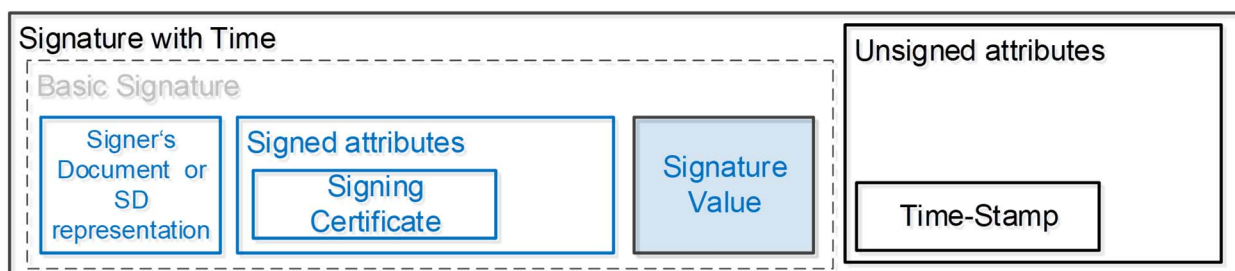 Signature with Time
Basic Signature
Signer‘s
Document or
SD
representation
Signed attributes
Signing
Certificate
Signature
Value
Unsigned attributes
Time-Stamp